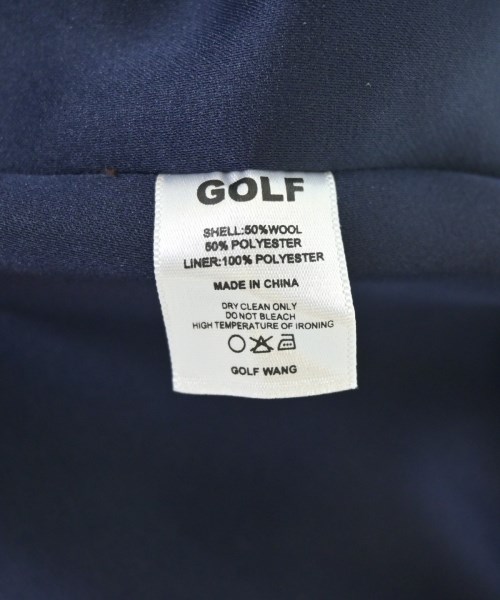 GOLF
SHELL:50%WOOL
50% POLYESTER
LINER:100% POLYESTER
MADE IN CHINA
DRY CLEAN ONLY
DO NOT BLEACH
HIGH TEMPERATURE OF IRONING
GOLF WANG